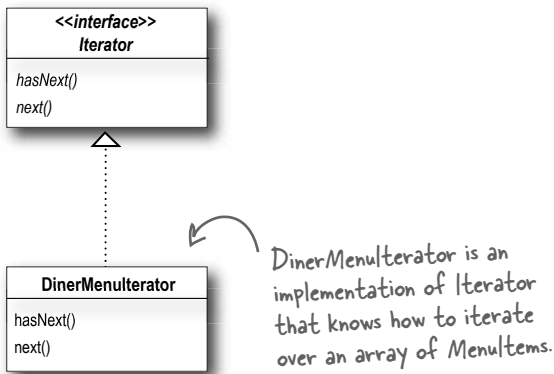 <<interface>>
Iterator
hasNext()
next()
DinerMenuIterator
hasNext()
next()
DinerMenuIterator is an
implementation of Iterator
that knows how to iterate
over an array of MenuItems.